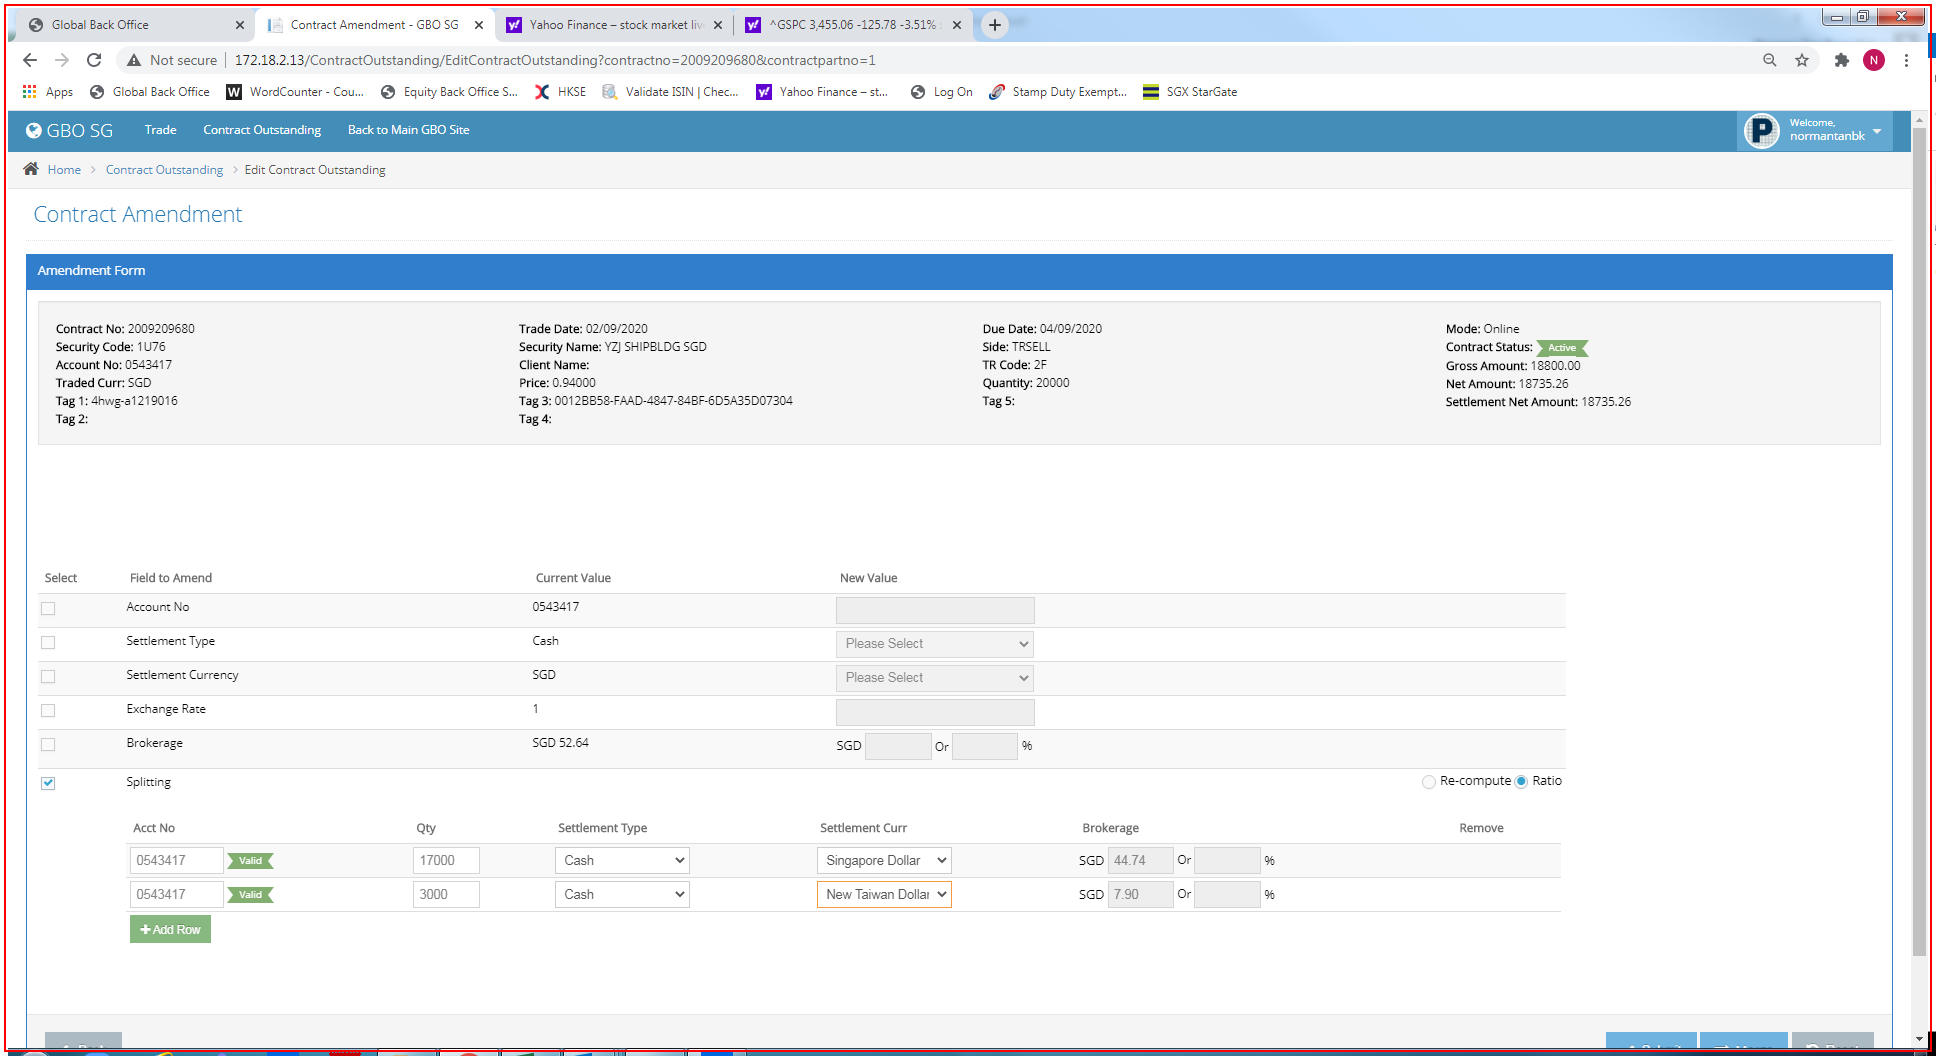 Global Back Office
Contract Amendment - GBO SG
Yahoo Finance – stock market liv
^GSPC 3,455.06 -125.78 -3.51%
Not secure
172.18.2.13/ContractOutstanding/EditContractOutstanding?contractno=2009209680&contractpartno=1
N
Apps
Global Back Office
WordCounter - Cou...
Equity Back Office S...
HKSE
Validate ISIN | Chec...
Yahoo Finance – st...
Log On
Stamp Duty Exempt...
SGX StarGate
GBO SG
Trade
Contract Outstanding
Back to Main GBO Site
Welcome,
normantanbk
Home > Contract Outstanding > Edit Contract Outstanding
Contract Amendment
Amendment Form
Contract No: 2009209680
Security Code: 1U76
Account No: 0543417
Traded Curr: SGD
Tag 1: 4hwg-a1219016
Tag 2:
Trade Date: 02/09/2020
Security Name: YZJ SHIPBLDG SGD
Client Name:
Price: 0.94000
Tag 3: 0012BB58-FAAD-4847-84BF-6D5A35D07304
Tag 4:
Due Date: 04/09/2020
Side: TRSELL
TR Code: 2F
Quantity: 20000
Tag 5:
Mode: Online
Contract Status: Active
Gross Amount: 18800.00
Net Amount: 18735.26
Settlement Net Amount: 18735.26
Select Field to Amend Current Value New Value
Account No 0543417
Settlement Type Cash Please Select
Settlement Currency SGD Please Select
Exchange Rate 1
Brokerage SGD 52.64 SGD Or %
Splitting Re-compute Ratio
Acct No Qty Settlement Type Settlement Curr Brokerage Remove
0543417 Valid 17000 Cash Singapore Dollar SGD 44.74 Or %
0543417 Valid 3000 Cash New Taiwan Dollar SGD 7.90 Or %
Add Row